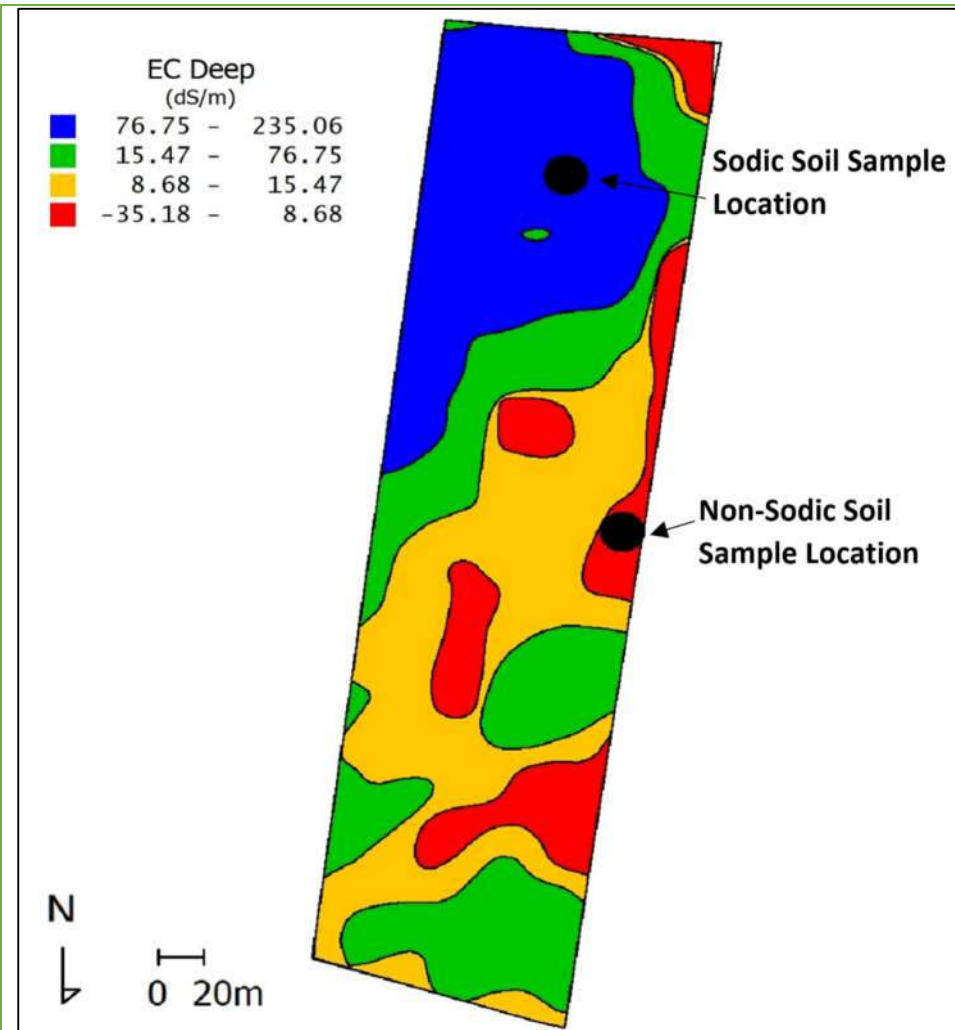 EC Deep
(dS/m)
76.75 - 235.06
15.47 - 76.75
8.68 - 15.47
-35.18 - 8.68
Sodic Soil Sample
Location
Non-Sodic Soil
Sample Location
N
0 20m